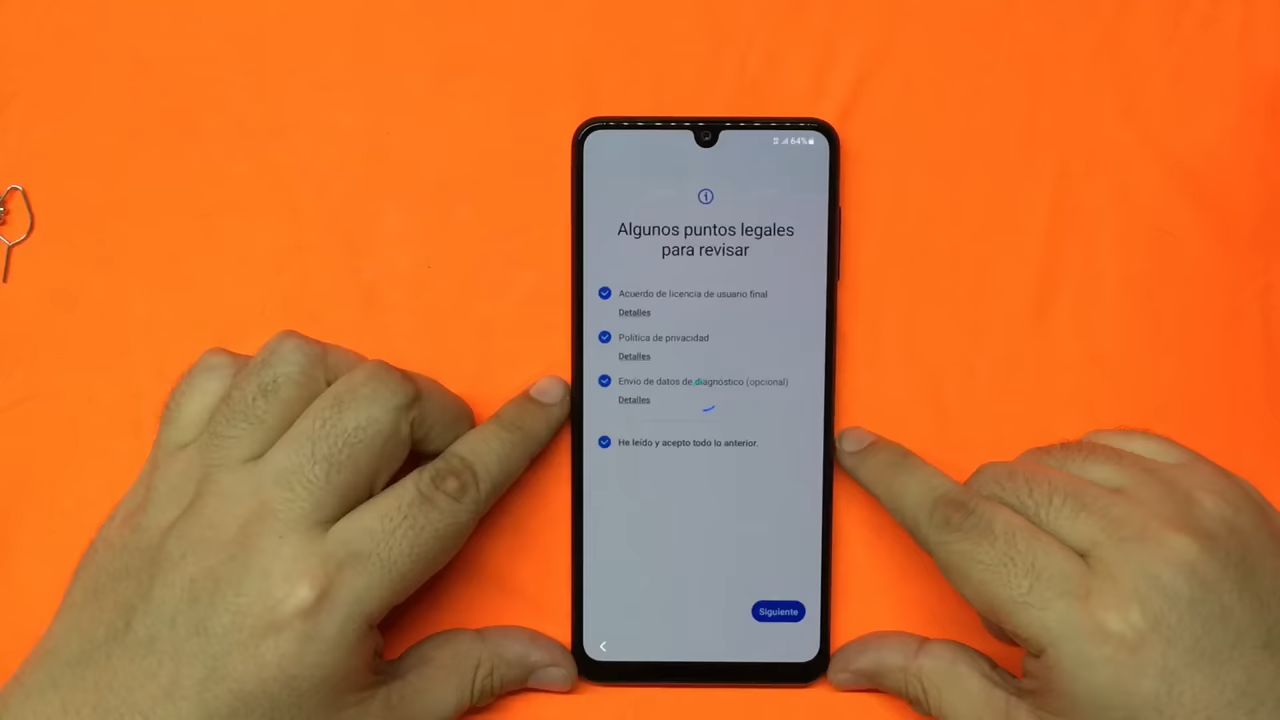 64%
Algunos puntos legales
para revisar
Acuerdo de licencia de usuario final
Detalles
Política de privacidad
Detalles
Envío de datos de diagnóstico (opcional)
Detalles
He leído y acepto todo lo anterior.
Siguiente